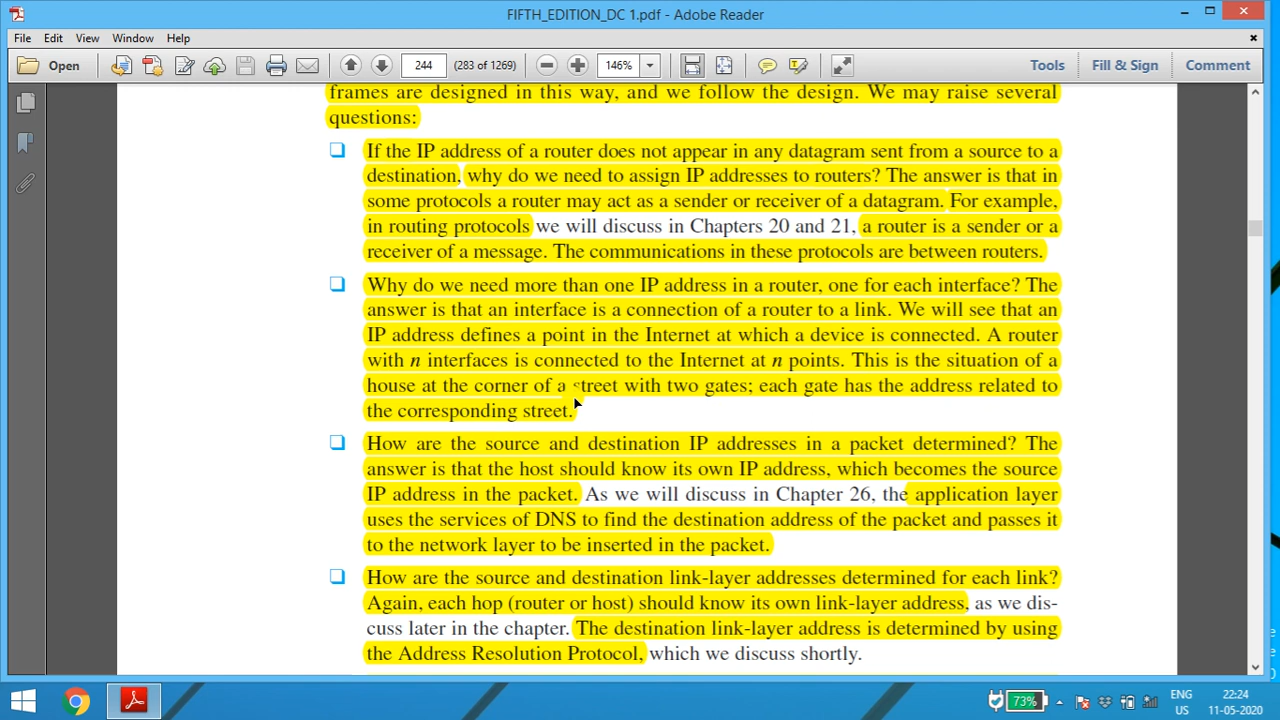 FIFTH_EDITION_DC 1.pdf - Adobe Reader
File Edit View Window Help
Open 244 (283 of 1269) 146% Tools Fill & Sign Comment
frames are designed in this way, and we follow the design. We may raise several
questions:
❑ If the IP address of a router does not appear in any datagram sent from a source to a
destination, why do we need to assign IP addresses to routers? The answer is that in
some protocols a router may act as a sender or receiver of a datagram. For example,
in routing protocols we will discuss in Chapters 20 and 21, a router is a sender or a
receiver of a message. The communications in these protocols are between routers.
❑ Why do we need more than one IP address in a router, one for each interface? The
answer is that an interface is a connection of a router to a link. We will see that an
IP address defines a point in the Internet at which a device is connected. A router
with n interfaces is connected to the Internet at n points. This is the situation of a
house at the corner of a street with two gates; each gate has the address related to
the corresponding street.
❑ How are the source and destination IP addresses in a packet determined? The
answer is that the host should know its own IP address, which becomes the source
IP address in the packet. As we will discuss in Chapter 26, the application layer
uses the services of DNS to find the destination address of the packet and passes it
to the network layer to be inserted in the packet.
❑ How are the source and destination link-layer addresses determined for each link?
Again, each hop (router or host) should know its own link-layer address, as we dis-
cuss later in the chapter. The destination link-layer address is determined by using
the Address Resolution Protocol, which we discuss shortly.
73% ENG 22:24
US 11-05-2020